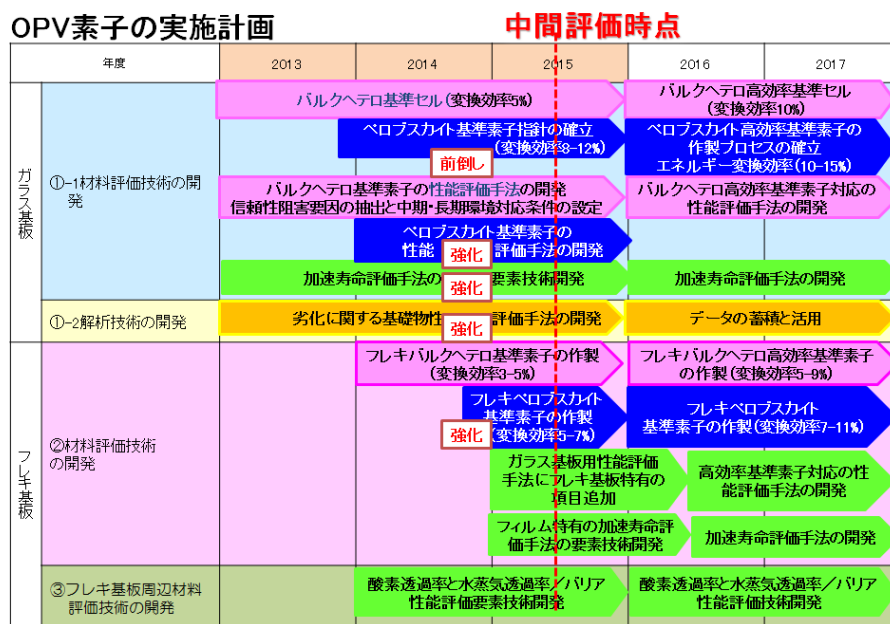 OPV素子の実施計画
中間評価時点
年度
2013
2014
2015
2016
2017
ガラス基板
①-1材料評価技術の開
発
バルクヘテロ基準セル(変換効率5%)
バルクヘテロ高効率基準セル
(変換効率10%)
ペロブスカイト基準素子指針の確立
(変換効率8-12%)
前倒し
ペロブスカイト高効率基準素子の
作製プロセスの確立
エネルギー変換効率(10-15%)
バルクヘテロ基準素子の性能評価手法の開発
信頼性阻害要因の抽出と中期・長期環境対応条件の設定
バルクヘテロ高効率基準素子対応の
性能評価手法の開発
ペロブスカイト基準素子の
性能 評価手法の開発
強化
加速寿命評価手法の 要素技術開発
強化
加速寿命評価手法の開発
①-2解析技術の開発
劣化に関する基礎物性 評価手法の開発
強化
データの蓄積と活用
フレキ基板
②材料評価技術
の開発
フレキバルクヘテロ基準素子の作製
(変換効率3-5%)
フレキバルクヘテロ高効率基準素子
の作製(変換効率5-9%)
フレキペロブスカイト
基準素子の作製
(変換効率5-7%)
強化
フレキペロブスカイト
基準素子の作製(変換効率7-11%)
ガラス基板用性能評価
手法にフレキ基板特有の
項目追加
高効率基準素子対応の性
能評価手法の開発
フィルム特有の加速寿命評
価手法の要素技術開発
加速寿命評価手法の開発
③フレキ基板周辺材料
評価技術の開発
酸素透過率と水蒸気透過率／バリア
性能評価要素技術開発
酸素透過率と水蒸気透過率／バリア
性能評価技術開発